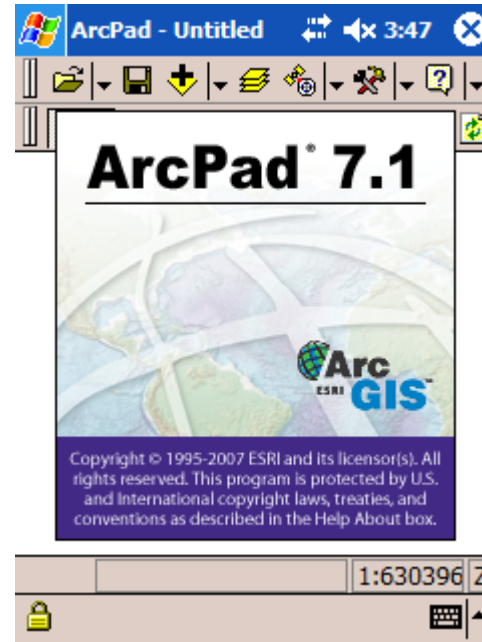 ArcPad - Untitled 3:47
ArcPad® 7.1
Arc
ESRI GIS™
Copyright © 1995-2007 ESRI and its licensor(s). All
rights reserved. This program is protected by U.S.
and International copyright laws, treaties, and
conventions as described in the Help About box.
1:630396